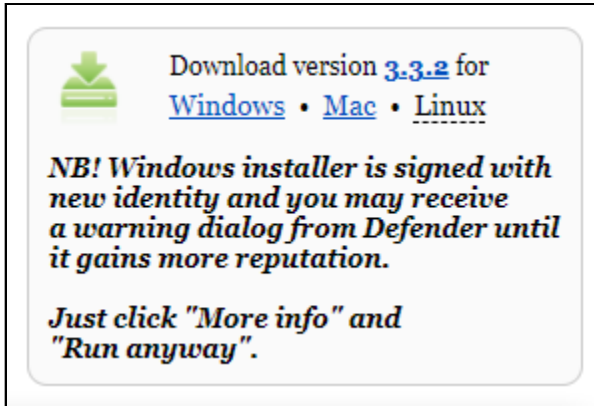 Download version 3.3.2 for
Windows • Mac • Linux
NB! Windows installer is signed with
new identity and you may receive
a warning dialog from Defender until
it gains more reputation.
Just click "More info" and
"Run anyway".